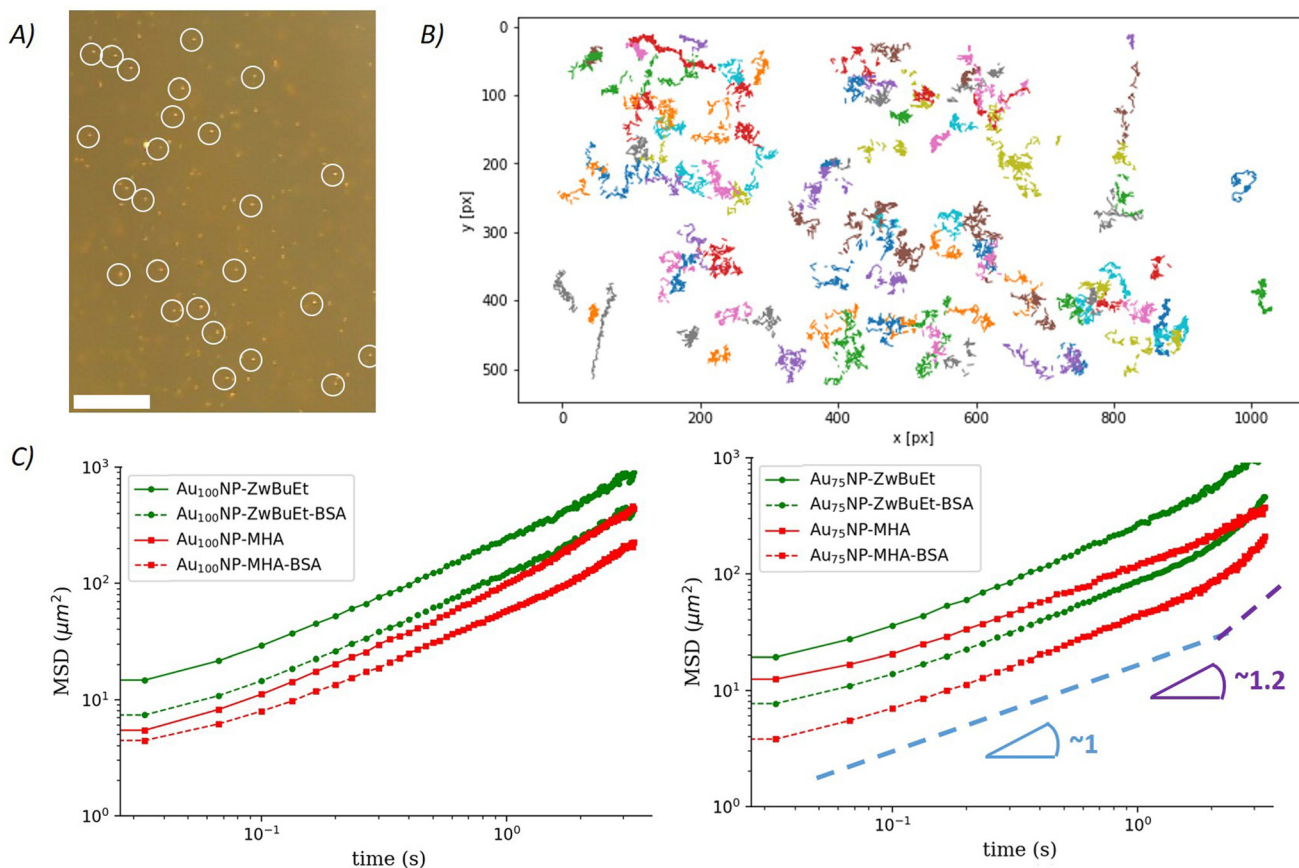 A)
B)
0
100
200
300
400
500
y [px]
0
200
400
600
800
1000
x [px]
C)
10³
10²
10¹
10⁰
MSD (μm²)
Au₁₀₀NP-ZwBuEt
Au₁₀₀NP-ZwBuEt-BSA
Au₁₀₀NP-MHA
Au₁₀₀NP-MHA-BSA
10⁻¹
10⁰
time (s)
10³
10²
10¹
10⁰
MSD (μm²)
Au₇₅NP-ZwBuEt
Au₇₅NP-ZwBuEt-BSA
Au₇₅NP-MHA
Au₇₅NP-MHA-BSA
~1.2
~1
10⁻¹
10⁰
time (s)